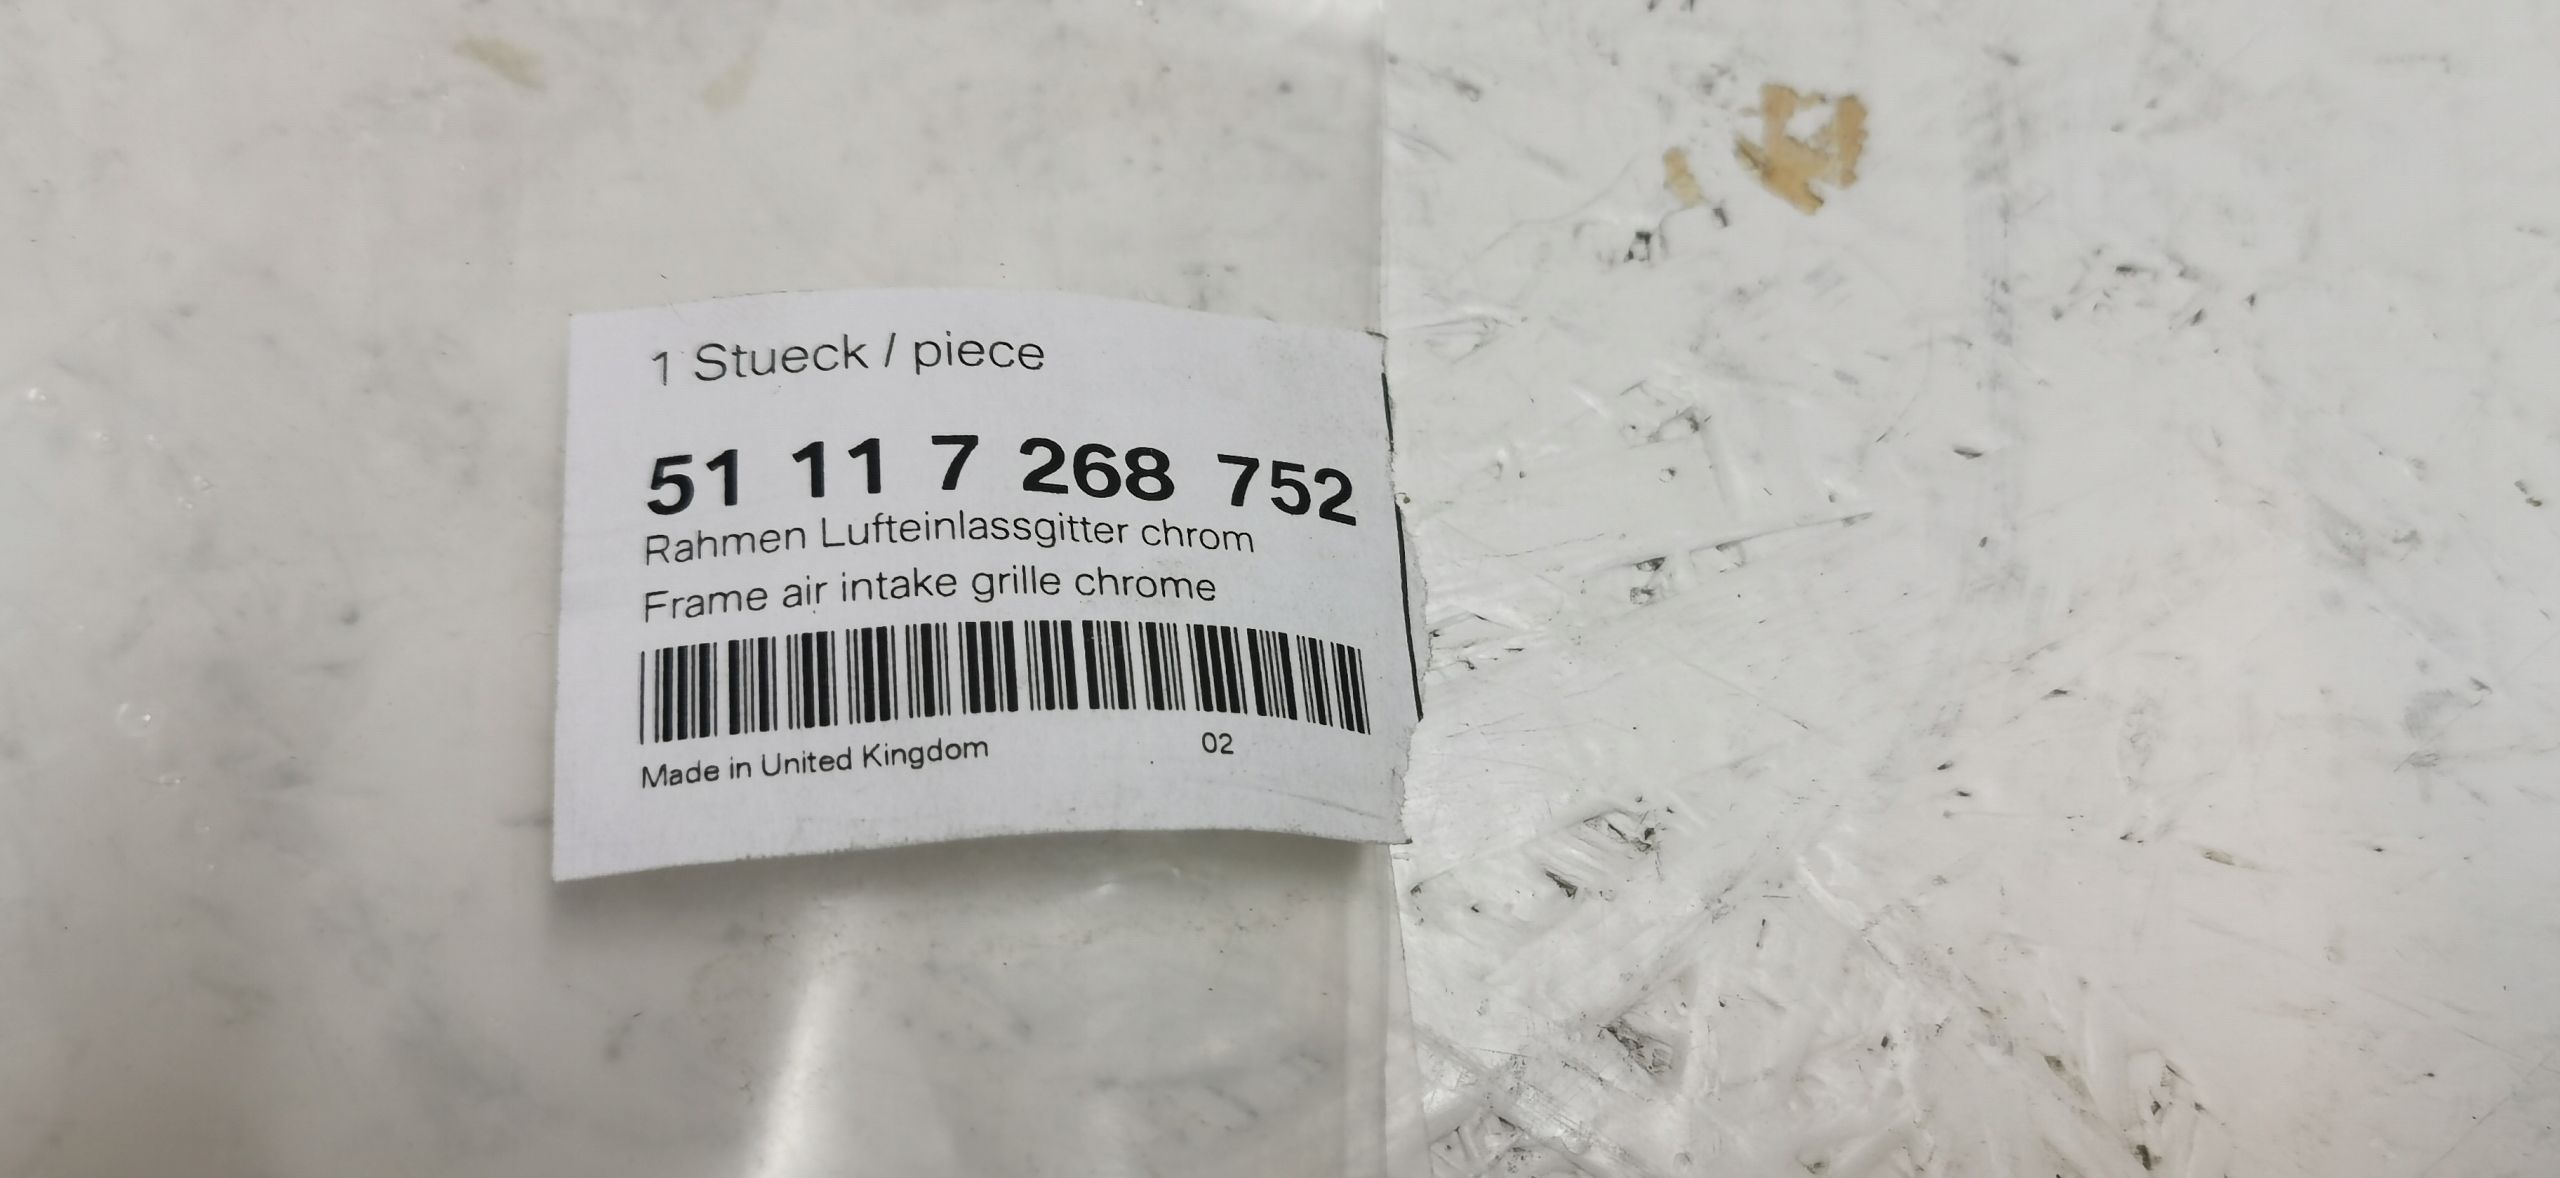 1 Stueck / piece
51 11 7 268 752
Rahmen Lufteinlassgitter chrom
Frame air intake grille chrome
Made in United Kingdom 02